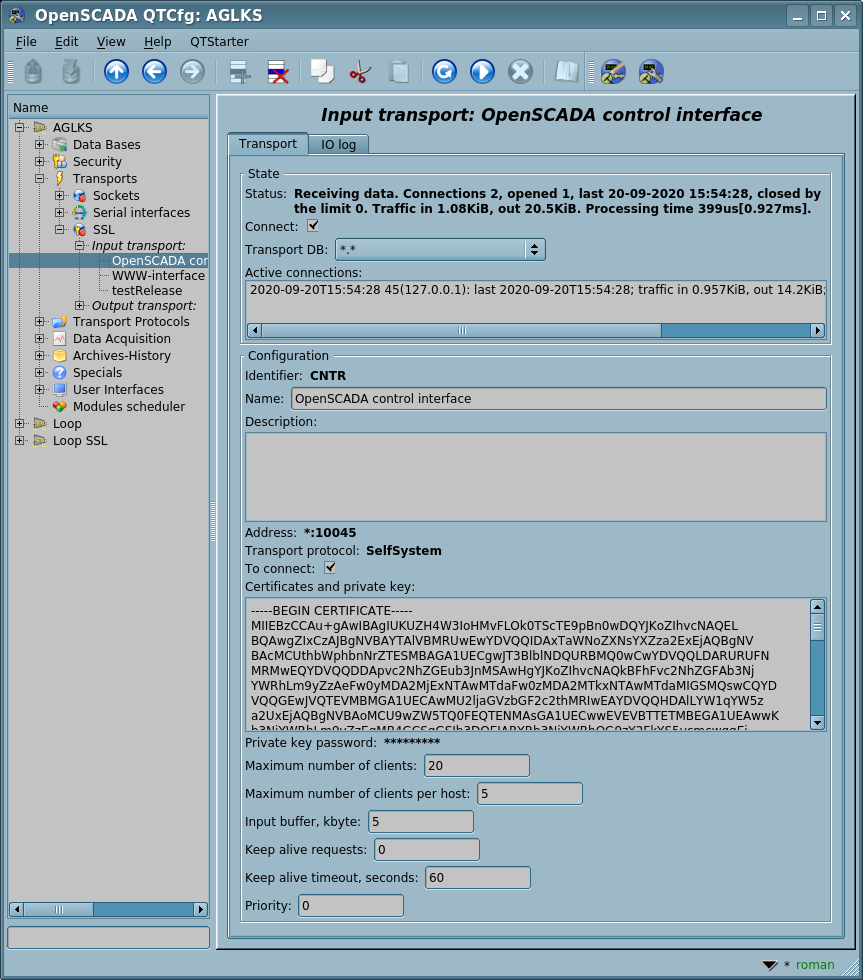 OpenSCADA QTCfg: AGLKS
File Edit View Help QTStarter
Name
AGLKS
Data Bases
Security
Transports
Sockets
Serial interfaces
SSL
Input transport:
OpenSCADA cor
WWW-interface
testRelease
Output transport:
Transport Protocols
Data Acquisition
Archives-History
Specials
User Interfaces
Modules scheduler
Loop
Loop SSL
Input transport: OpenSCADA control interface
Transport IO log
State
Status: Receiving data. Connections 2, opened 1, last 20-09-2020 15:54:28, closed by
the limit 0. Traffic in 1.08KiB, out 20.5KiB. Processing time 399us[0.927ms].
Connect:
Transport DB: *.*
Active connections:
2020-09-20T15:54:28 45(127.0.0.1): last 2020-09-20T15:54:28; traffic in 0.957KiB, out 14.2KiB;
Configuration
Identifier: CNTR
Name: OpenSCADA control interface
Description:
Address: *:10045
Transport protocol: SelfSystem
To connect:
Certificates and private key:
-----BEGIN CERTIFICATE-----
MIIEBzCCAu+gAwIBAgIUKUZH4W3IoHMvFLOk0TScTE9pBn0wDQYJKoZIhvcNAQEL
BQAwgZIxCzAJBgNVBAYTAlVBMRUwEwYDVQQIDAxTaWNoZXNsYXZza2ExEjAQBgNV
BAcMCUthbWphbnNrZTESMBAGA1UECgwJT3BlblNDQURBMQ0wCwYDVQQLDARURUFN
MRMwEQYDVQQDDApvc2NhZGEub3JnMSAwHgYJKoZIhvcNAQkBFhFvc2NhZGFAb3Nj
YWRhLm9yZzAeFw0yMDA2MjExNTAwMTdaFw0zMDA2MTkxNTAwMTdaMIGSMQswCQYD
VQQGEwJVQTEVMBMGA1UECAwMU2ljaGVzbGF2c2thMRIwEAYDVQQHDAlLYW1qYW5z
a2UxEjAQBgNVBAoMCU9wZW5TQ0FEQTENMAsGA1UECwwEVEVBTTETMBEGA1UEAwwK
Private key password: *********
Maximum number of clients: 20
Maximum number of clients per host: 5
Input buffer, kbyte: 5
Keep alive requests: 0
Keep alive timeout, seconds: 60
Priority: 0
* roman